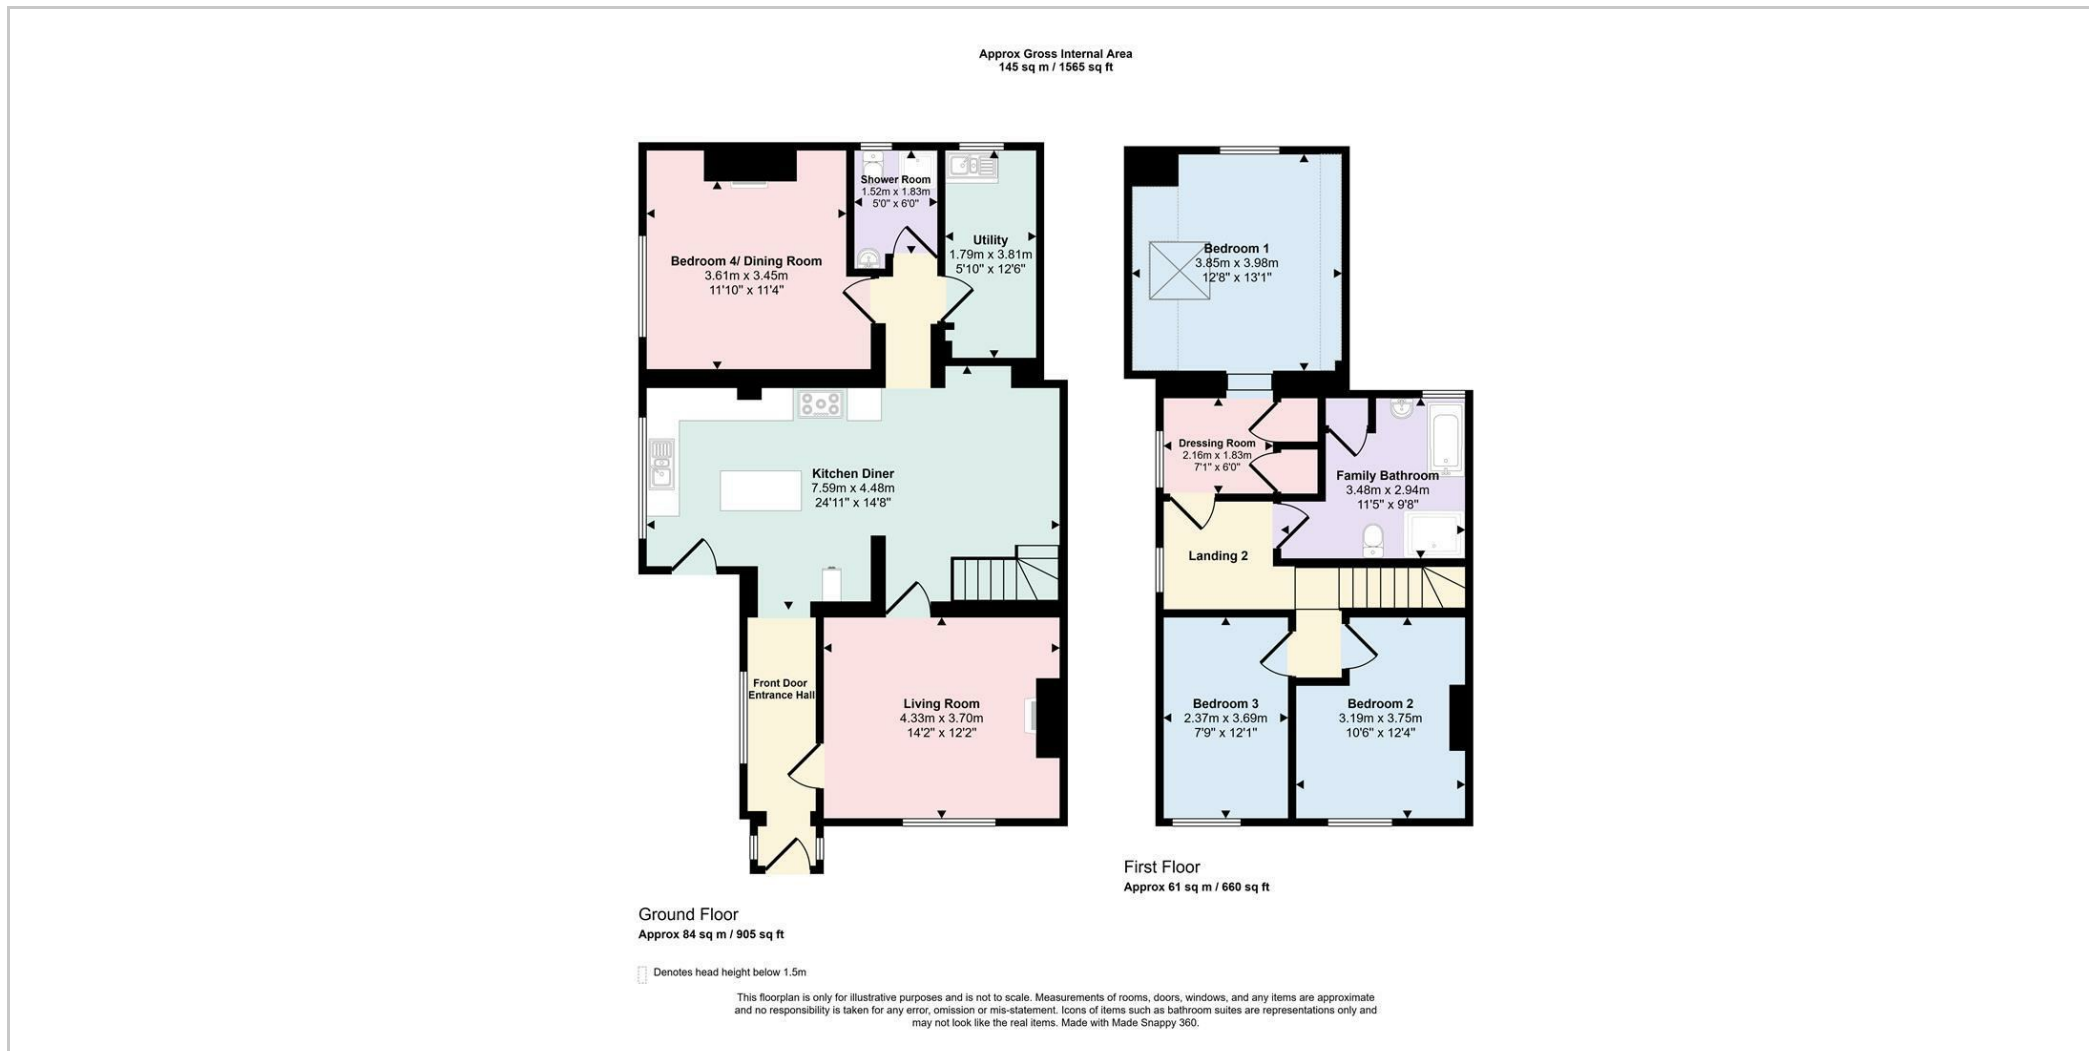 Approx Gross Internal Area
145 sq m / 1565 sq ft
Shower Room
1.52m x 1.83m
5'0" x 6'0"
Utility
1.79m x 3.81m
5'10" x 12'6"
Bedroom 4/ Dining Room
3.61m x 3.45m
11'10" x 11'4"
Kitchen Diner
7.59m x 4.48m
24'11" x 14'8"
Front Door
Entrance Hall
Living Room
4.33m x 3.70m
14'2" x 12'2"
Ground Floor
Approx 84 sq m / 905 sq ft
Bedroom 1
3.85m x 3.98m
12'8" x 13'1"
Dressing Room
2.16m x 1.83m
7'1" x 6'0"
Family Bathroom
3.48m x 2.94m
11'5" x 9'8"
Landing 2
Bedroom 3
2.37m x 3.69m
7'9" x 12'1"
Bedroom 2
3.19m x 3.75m
10'6" x 12'4"
First Floor
Approx 61 sq m / 660 sq ft
Denotes head height below 1.5m
This floorplan is only for illustrative purposes and is not to scale. Measurements of rooms, doors, windows, and any items are approximate
and no responsibility is taken for any error, omission or mis-statement. Icons of items such as bathroom suites are representations only and
may not look like the real items. Made with Made Snappy 360.